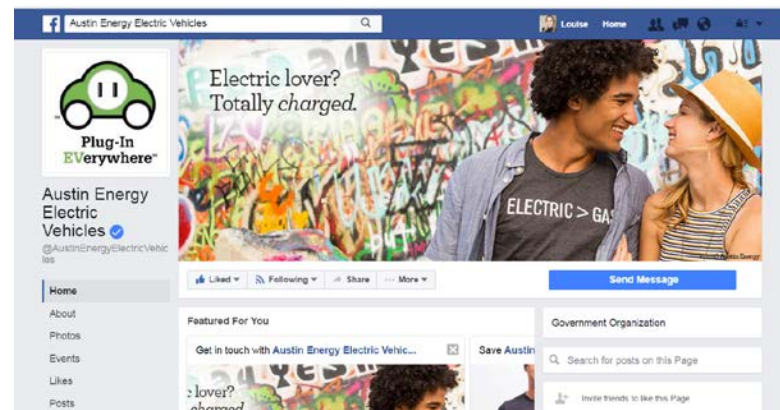 Austin Energy Electric Vehicles
Louise Home
Electric lover?
Totally charged.
ELECTRIC > GAS
Plug-In
EVerywhere
Austin Energy
Electric
Vehicles
@AustinEnergyElectricVehic
les
Liked Following Share More
Send Message
Home
About
Photos
Events
Likes
Posts
Featured For You
Get in touch with Austin Energy Electric Vehic...
lover?
charged
Save Austin
Government Organization
Search for posts on this Page
Invite friends to like this Page